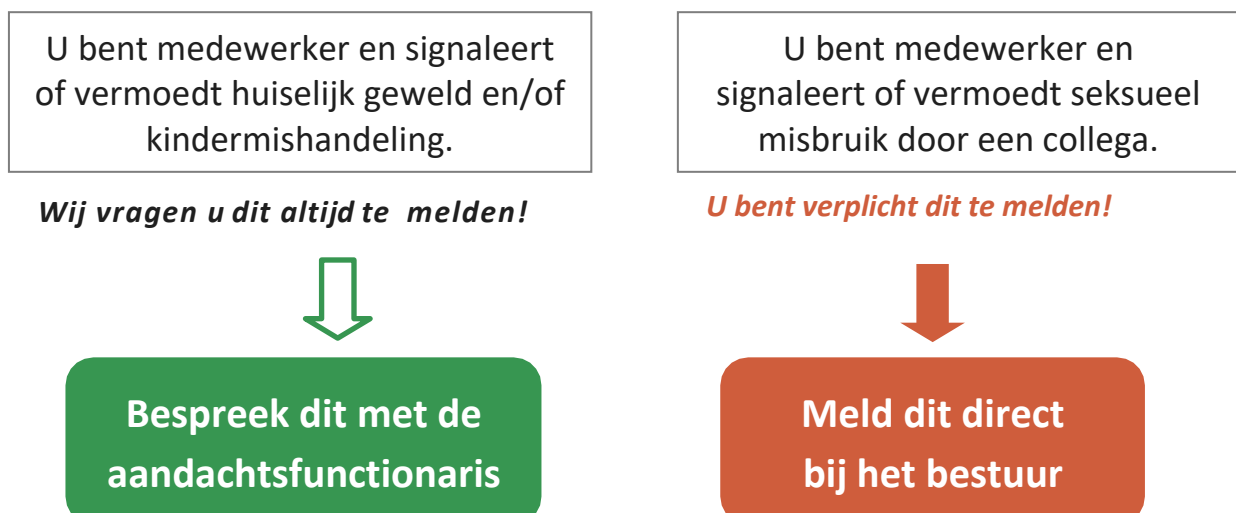 U bent medewerker en signaleert
of vermoedt huiselijk geweld en/of
kindermishandeling.
Wij vragen u dit altijd te melden!
Bespreek dit met de
aandachtsfunctionaris
U bent medewerker en
signaleert of vermoedt seksueel
misbruik door een collega.
U bent verplicht dit te melden!
Meld dit direct
bij het bestuur